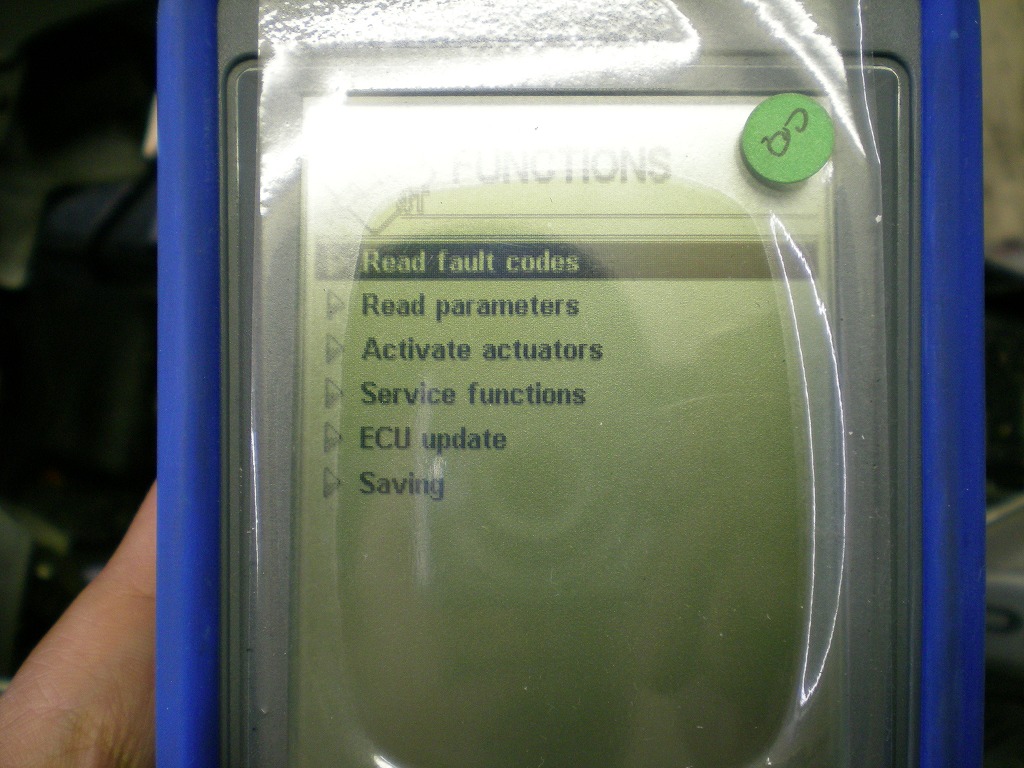 FUNCTIONS
Read fault codes
Read parameters
Activate actuators
Service functions
ECU update
Saving